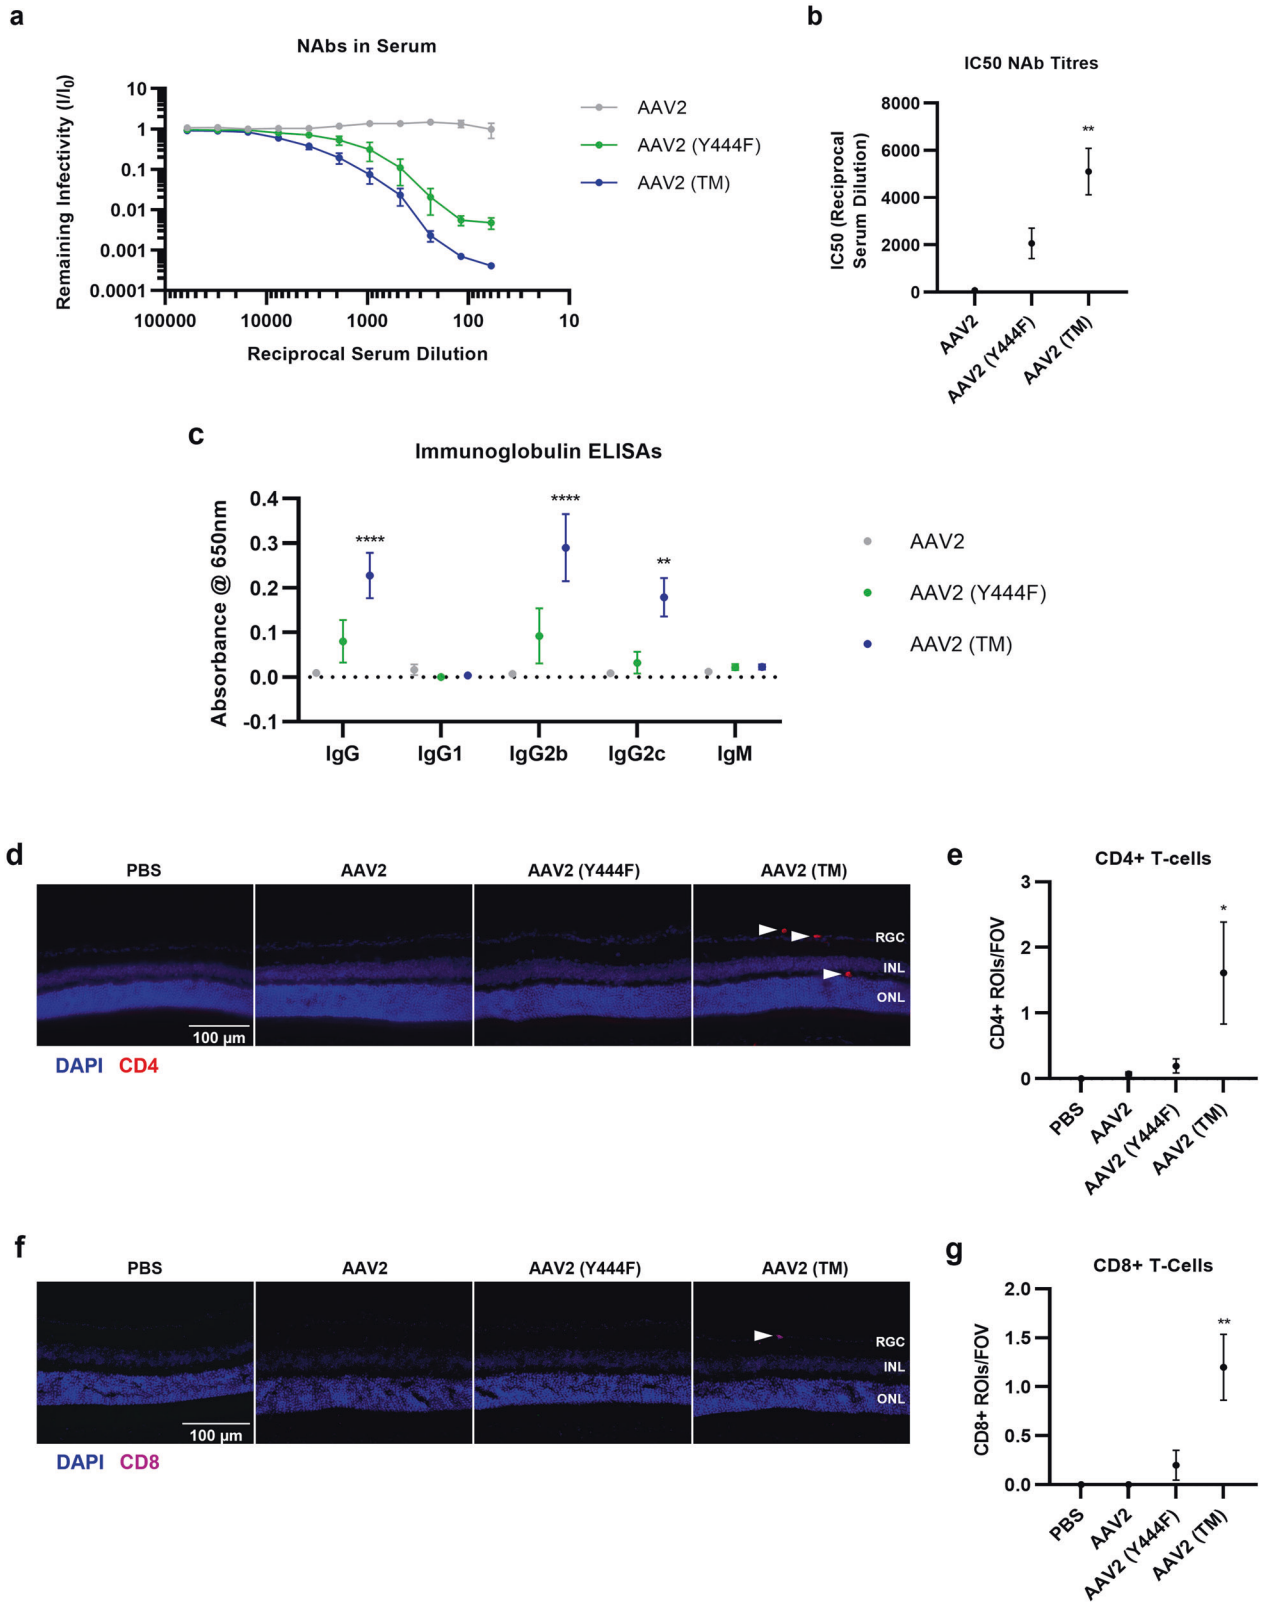 a
NAbs in Serum
Remaining Infectivity (I/I0)
10
1
0.1
0.01
0.001
0.0001
100000 10000 1000 100 10
Reciprocal Serum Dilution
AAV2
AAV2 (Y444F)
AAV2 (TM)
b
IC50 NAb Titres
IC50 (Reciprocal
Serum Dilution)
8000
6000
4000
2000
0
**
AAV2
AAV2 (Y444F)
AAV2 (TM)
c
Immunoglobulin ELISAs
Absorbance @ 650nm
0.4
0.3
0.2
0.1
0.0
-0.1
****
****
**
IgG IgG1 IgG2b IgG2c IgM
AAV2
AAV2 (Y444F)
AAV2 (TM)
d
PBS AAV2 AAV2 (Y444F) AAV2 (TM)
RGC
INL
ONL
100 µm
DAPI CD4
e
CD4+ T-cells
CD4+ ROIs/FOV
3
2
1
0
*
PBS
AAV2
AAV2 (Y444F)
AAV2 (TM)
f
PBS AAV2 AAV2 (Y444F) AAV2 (TM)
RGC
INL
ONL
100 µm
DAPI CD8
g
CD8+ T-Cells
CD8+ ROIs/FOV
2.0
1.5
1.0
0.5
0.0
**
PBS
AAV2
AAV2 (Y444F)
AAV2 (TM)